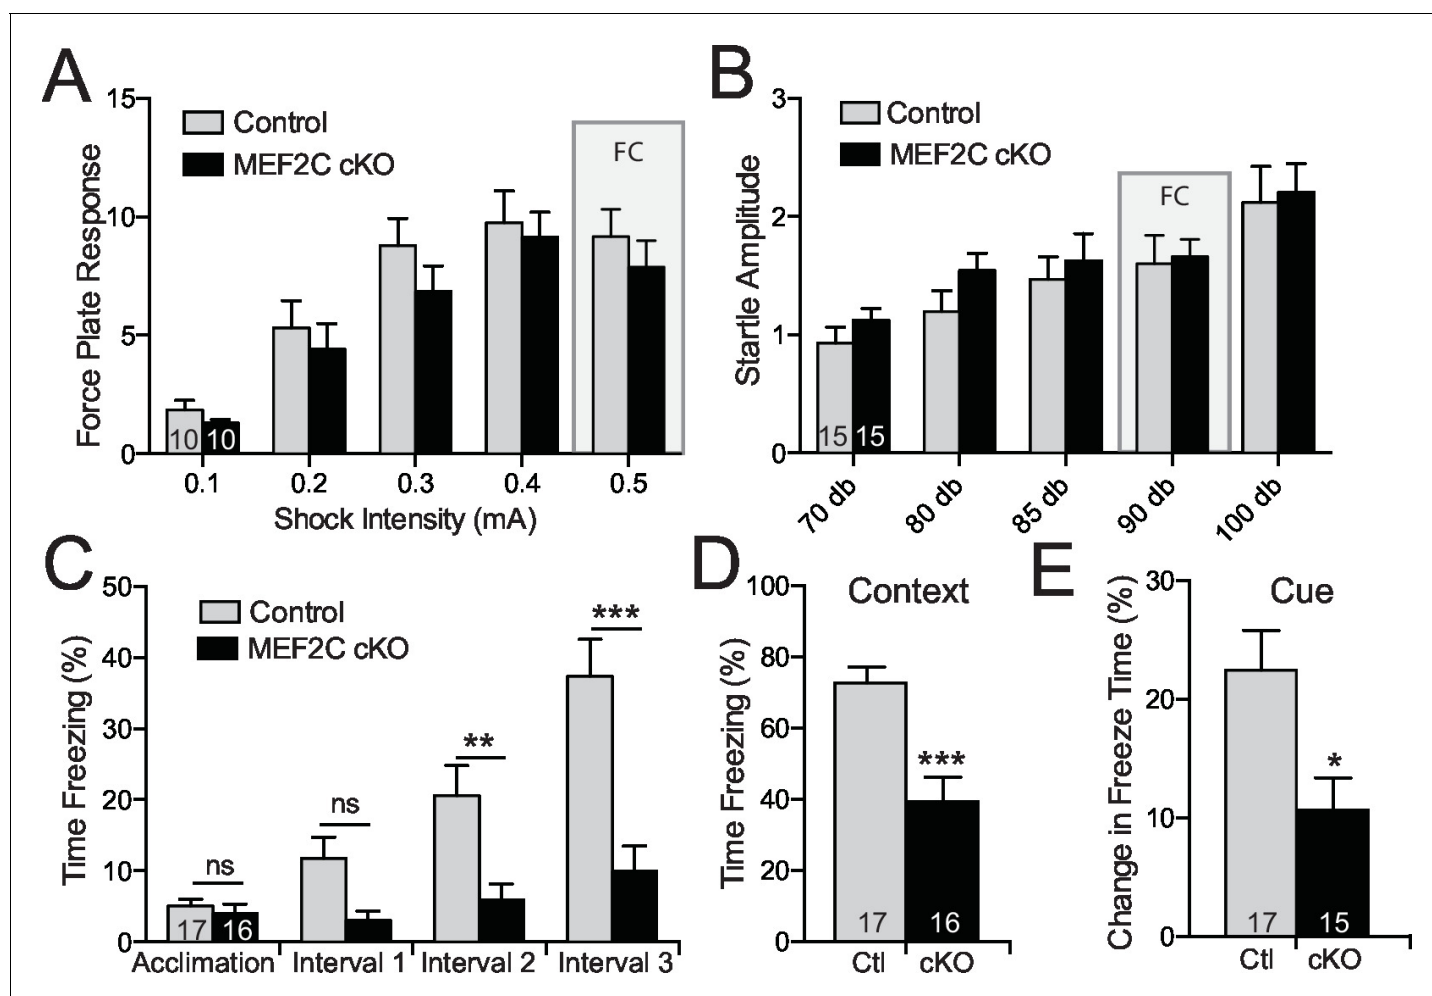 A
15
10
5
0
Force Plate Response
Control
MEF2C cKO
FC
10 10
0.1 0.2 0.3 0.4 0.5
Shock Intensity (mA)
B
3
2
1
0
Startle Amplitude
Control
MEF2C cKO
FC
15 15
70 db 80 db 85 db 90 db 100 db
C
50
40
30
20
10
0
Time Freezing (%)
Control
MEF2C cKO
ns
ns
**
***
17 16
Acclimation Interval 1 Interval 2 Interval 3
D
100
80
60
40
20
0
Time Freezing (%)
Context
***
17 16
Ctl cKO
E
30
20
10
0
Change in Freeze Time (%)
Cue
*
17 15
Ctl cKO